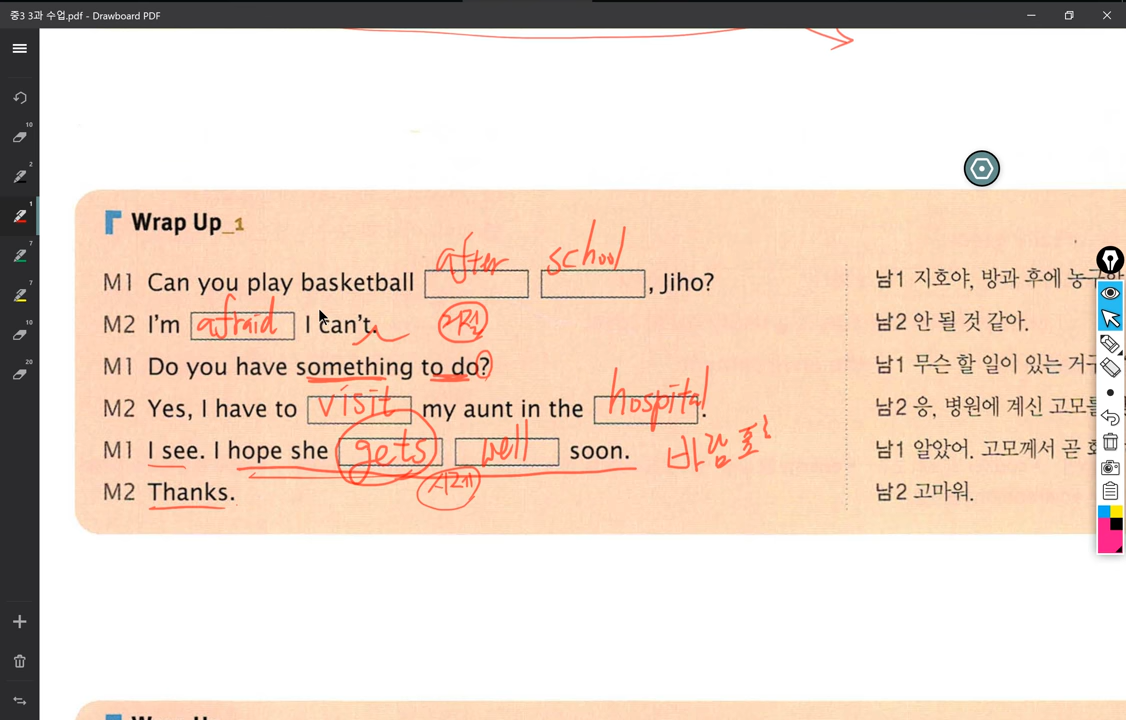 중3 3과 수업.pdf - Drawboard PDF
10
2
1
7
7
10
20
Wrap Up_1
M1 Can you play basketball after school, Jiho?
남1 지호야, 방과 후에 농구
M2 I'm afraid I can't. 거절
남2 안 될 것 같아.
M1 Do you have something to do?
남1 무슨 할 일이 있는 거
M2 Yes, I have to visit my aunt in the hospital.
남2 응, 병원에 계신 고모를
M1 I see. I hope she gets well soon.
남1 알았어. 고모께서 곧
시제
M2 Thanks.
남2 고마워.